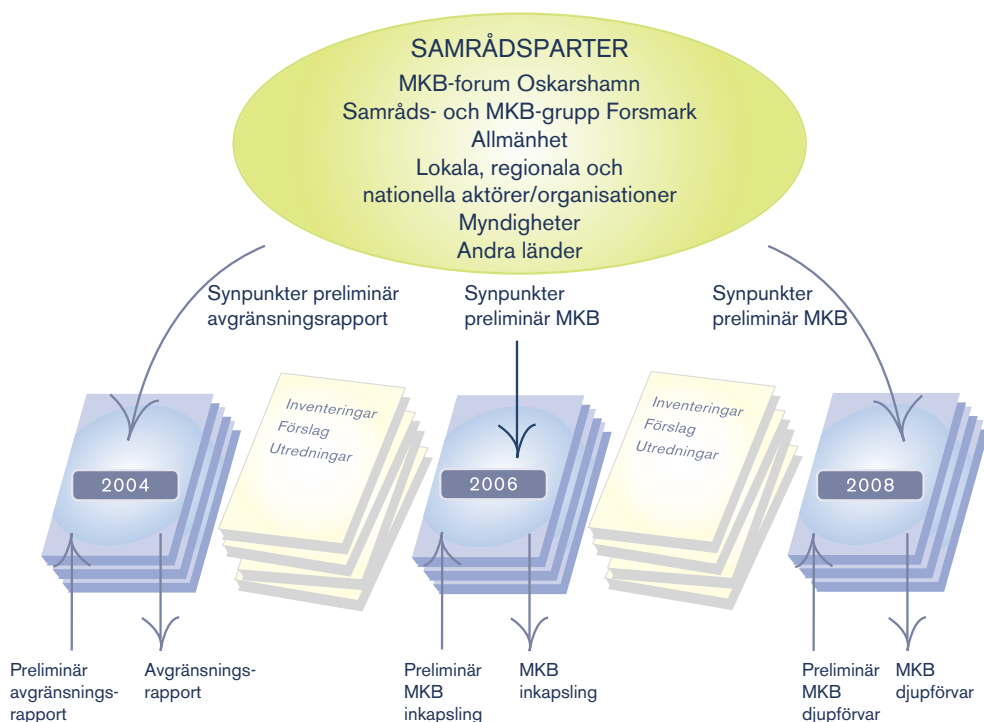 SAMRÅDSPARTER
MKB-forum Oskarshamn
Samråds- och MKB-grupp Forsmark
Allmänhet
Lokala, regionala och
nationella aktörer/organisationer
Myndigheter
Andra länder
Synpunkter preliminär
avgränsningsrapport
Synpunkter
preliminär MKB
Synpunkter
preliminär MKB
Inventeringar
Förslag
Utredningar
Inventeringar
Förslag
Utredningar
2004
2006
2008
Preliminär
avgränsnings-
rapport
Avgränsnings-
rapport
Preliminär
MKB
inkapsling
MKB
inkapsling
Preliminär
MKB
djupförvar
MKB
djupförvar